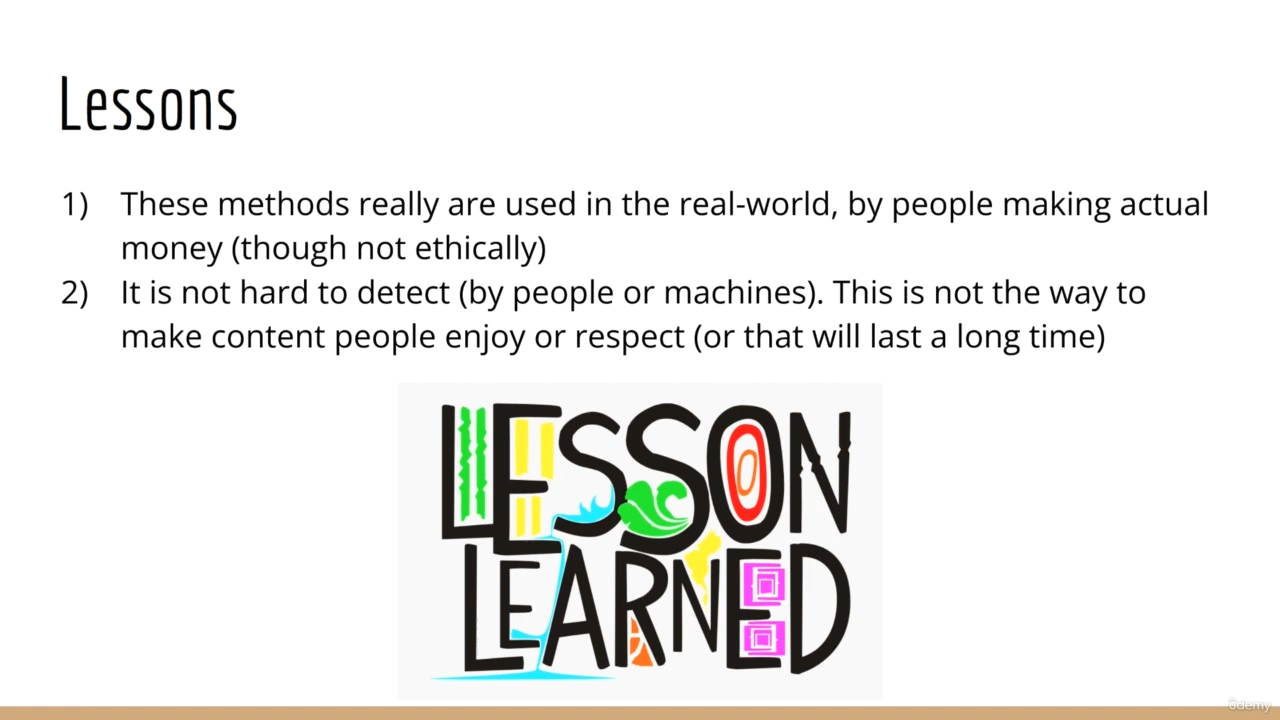 Lessons
1) These methods really are used in the real-world, by people making actual
money (though not ethically)
2) It is not hard to detect (by people or machines). This is not the way to
make content people enjoy or respect (or that will last a long time)
LESSON
LEARNED
ûdemy